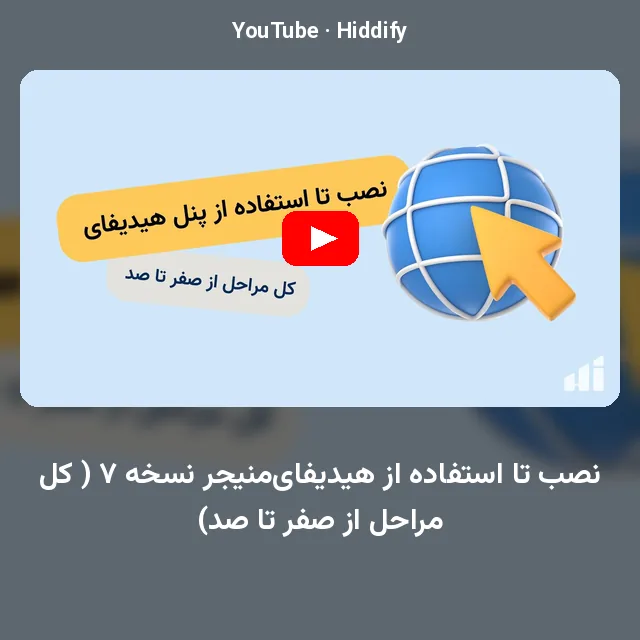 YouTube · Hiddify
نصب تا استفاده از پنل هیدیفای
کل مراحل از صفر تا صد
نصب تا استفاده از هیدیفای‌منیجر نسخه ۷ ( کل
مراحل از صفر تا صد)